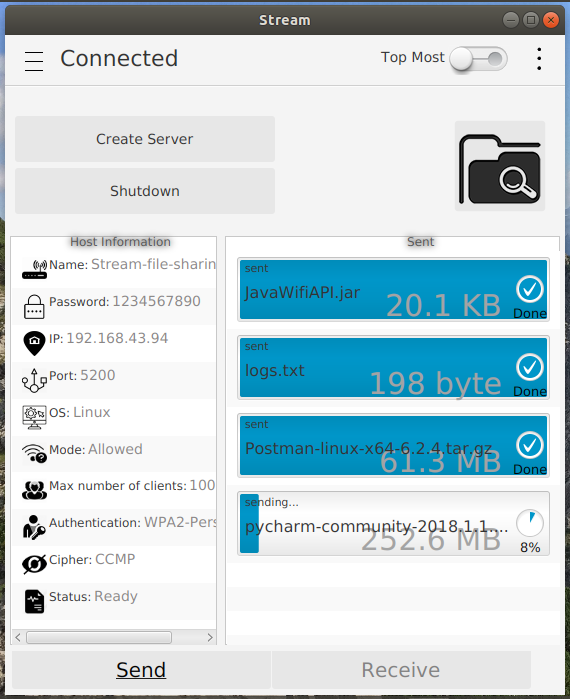 Stream
Connected
Top Most
Create Server
Shutdown
Host Information
Name: Stream-file-sharin
Password: 1234567890
IP: 192.168.43.94
Port: 5200
OS: Linux
Mode: Allowed
Max number of clients: 100
Authentication: WPA2-Pers
Cipher: CCMP
Status: Ready
Sent
sent
JavaWifiAPI.jar
20.1 KB
Done
sent
logs.txt
198 byte
Done
sent
Postman-linux-x64-6.2.4.tar.gz
61.3 MB
Done
sending...
pycharm-community-2018.1.1....
252.6 MB
8%
Send
Receive